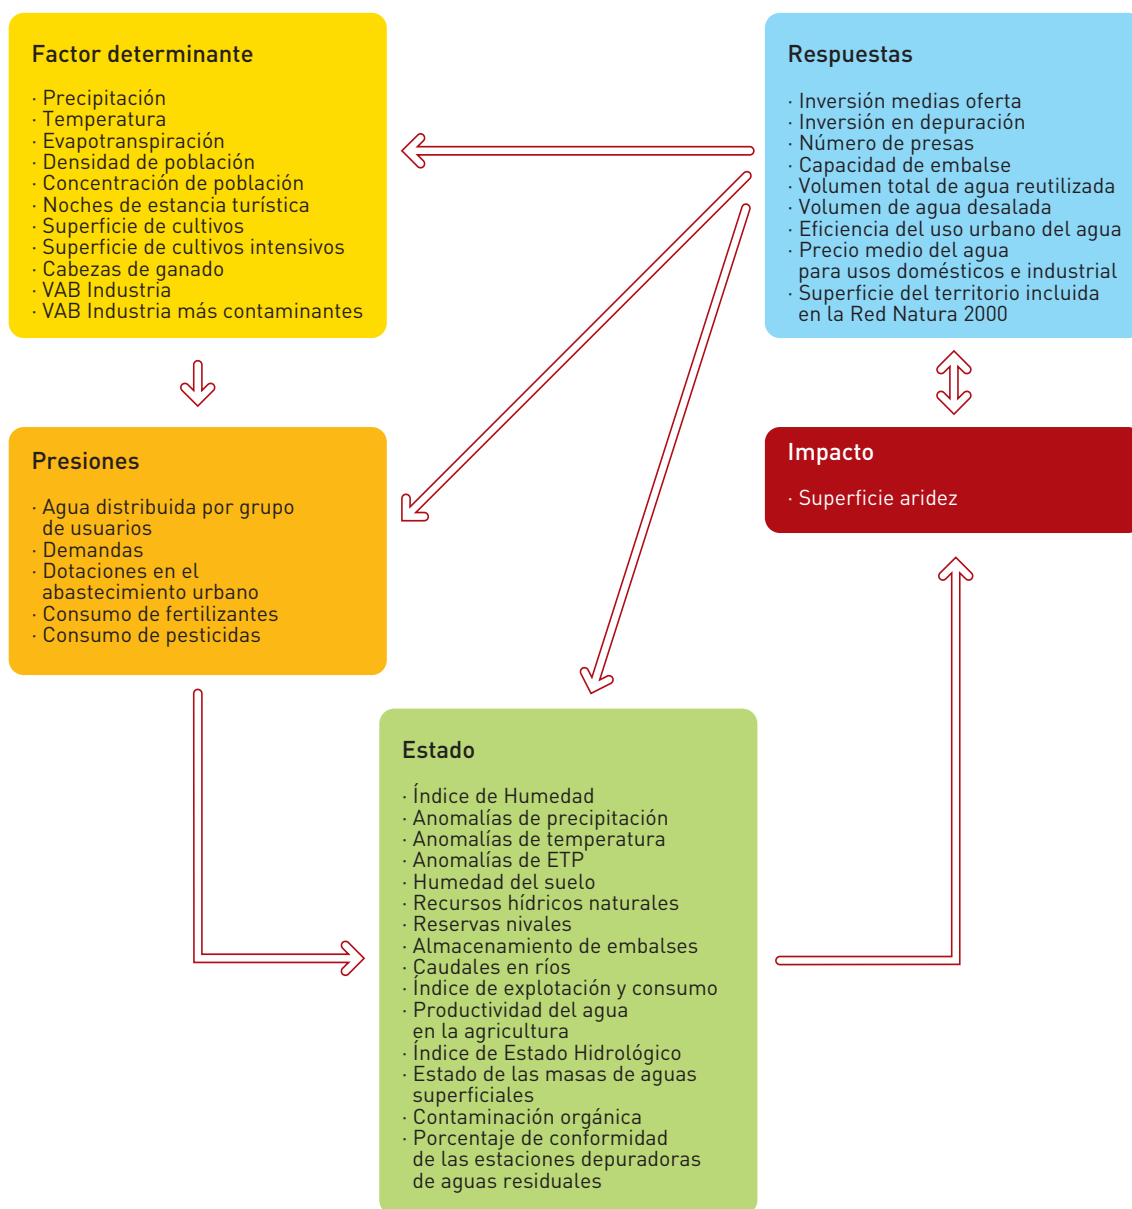 Factor determinante
· Precipitación
· Temperatura
· Evapotranspiración
· Densidad de población
· Concentración de población
· Noches de estancia turística
· Superficie de cultivos
· Superficie de cultivos intensivos
· Cabezas de ganado
· VAB Industria
· VAB Industria más contaminantes
Respuestas
· Inversión medias oferta
· Inversión en depuración
· Número de presas
· Capacidad de embalse
· Volumen total de agua reutilizada
· Volumen de agua desalada
· Eficiencia del uso urbano del agua
· Precio medio del agua
para usos domésticos e industrial
· Superficie del territorio incluida
en la Red Natura 2000
Presiones
· Agua distribuida por grupo
de usuarios
· Demandas
· Dotaciones en el
abastecimiento urbano
· Consumo de fertilizantes
· Consumo de pesticidas
Impacto
· Superficie aridez
Estado
· Índice de Humedad
· Anomalías de precipitación
· Anomalías de temperatura
· Anomalías de ETP
· Humedad del suelo
· Recursos hídricos naturales
· Reservas nivales
· Almacenamiento de embalses
· Caudales en ríos
· Índice de explotación y consumo
· Productividad del agua
en la agricultura
· Índice de Estado Hidrológico
· Estado de las masas de aguas
superficiales
· Contaminación orgánica
· Porcentaje de conformidad
de las estaciones depuradoras
de aguas residuales